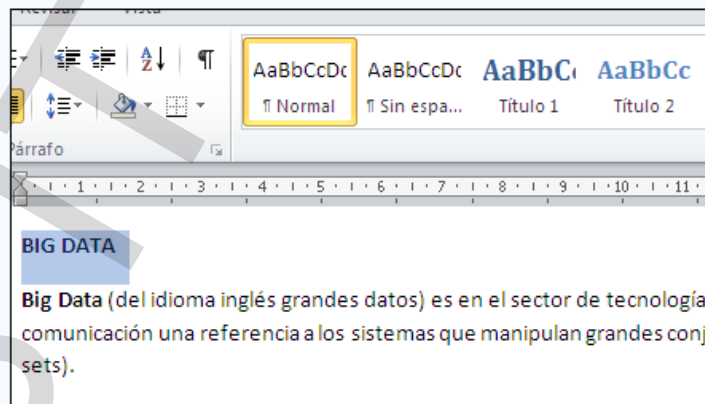 Revisar Vista
AaBbCcDc AaBbCcDc AaBbC AaBbCc
¶ Normal ¶ Sin espa... Título 1 Título 2
Párrafo
1 2 3 4 5 6 7 8 9 10 11
BIG DATA
Big Data (del idioma inglés grandes datos) es en el sector de tecnología
comunicación una referencia a los sistemas que manipulan grandes conj
sets).